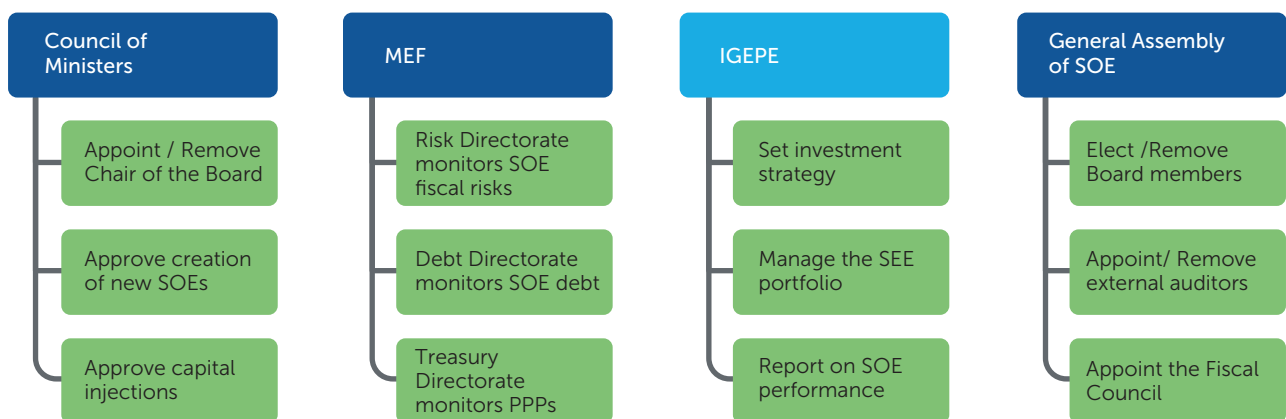 Council of
Ministers
Appoint / Remove
Chair of the Board
Approve creation
of new SOEs
Approve capital
injections
MEF
Risk Directorate
monitors SOE
fiscal risks
Debt Directorate
monitors SOE debt
Treasury
Directorate
monitors PPPs
IGEPE
Set investment
strategy
Manage the SEE
portfolio
Report on SOE
performance
General Assembly
of SOE
Elect /Remove
Board members
Appoint/ Remove
external auditors
Appoint the Fiscal
Council